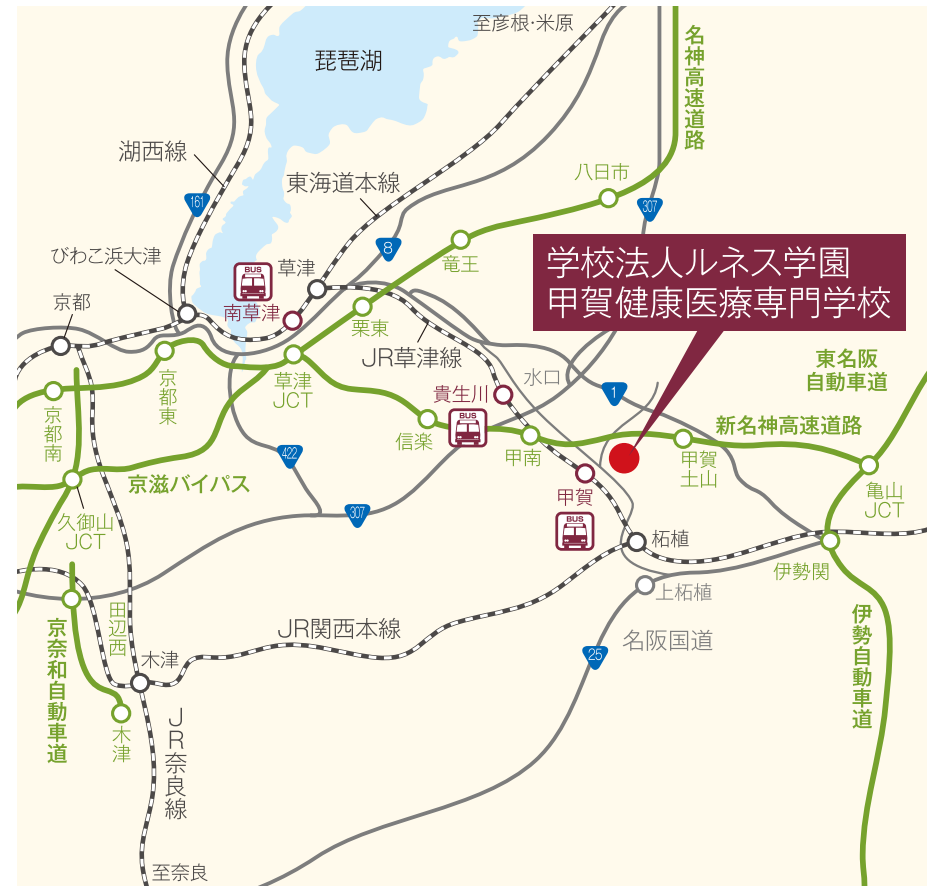 至彦根・米原
琵琶湖
名神高速道路
湖西線
東海道本線
八日市
161
307
8
びわこ浜大津
BUS
草津
竜王
学校法人ルネス学園
甲賀健康医療専門学校
京都
南草津
栗東
JR草津線
東名阪
自動車道
水口
京都東
草津
JCT
貴生川
1
京都南
信楽
BUS
甲南
新名神高速道路
甲賀
土山
422
京滋バイパス
甲賀
亀山
JCT
307
久御山
JCT
BUS
柘植
伊勢関
上柘植
田辺西
京奈和自動車道
JR関西本線
名阪国道
伊勢自動車道
木津
25
木津
JR奈良線
至奈良